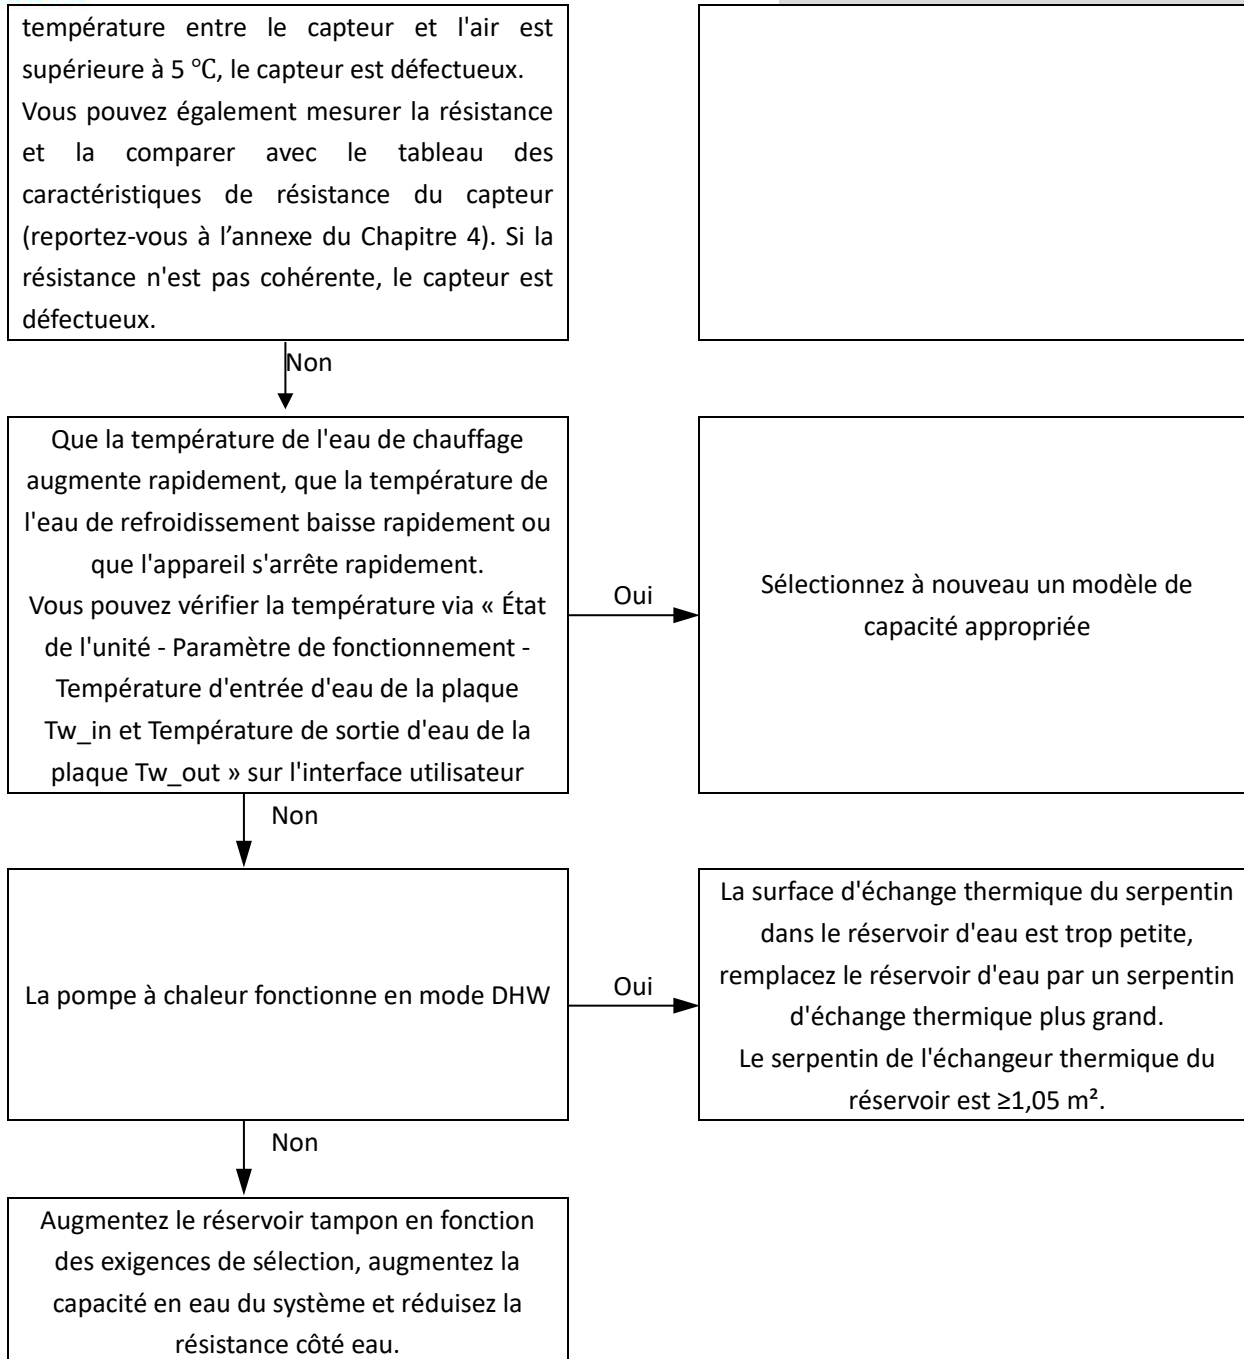 température entre le capteur et l'air est
supérieure à 5 ℃, le capteur est défectueux.
Vous pouvez également mesurer la résistance
et la comparer avec le tableau des
caractéristiques de résistance du capteur
(reportez-vous à l’annexe du Chapitre 4). Si la
résistance n'est pas cohérente, le capteur est
défectueux.
Non
Que la température de l'eau de chauffage
augmente rapidement, que la température de
l'eau de refroidissement baisse rapidement ou
que l'appareil s'arrête rapidement.
Vous pouvez vérifier la température via « État
de l'unité - Paramètre de fonctionnement -
Température d'entrée d'eau de la plaque
Tw_in et Température de sortie d'eau de la
plaque Tw_out » sur l'interface utilisateur
Oui
Sélectionnez à nouveau un modèle de
capacité appropriée
Non
La pompe à chaleur fonctionne en mode DHW
Oui
La surface d'échange thermique du serpentin
dans le réservoir d'eau est trop petite,
remplacez le réservoir d'eau par un serpentin
d'échange thermique plus grand.
Le serpentin de l'échangeur thermique du
réservoir est ≥1,05 m².
Non
Augmentez le réservoir tampon en fonction
des exigences de sélection, augmentez la
capacité en eau du système et réduisez la
résistance côté eau.